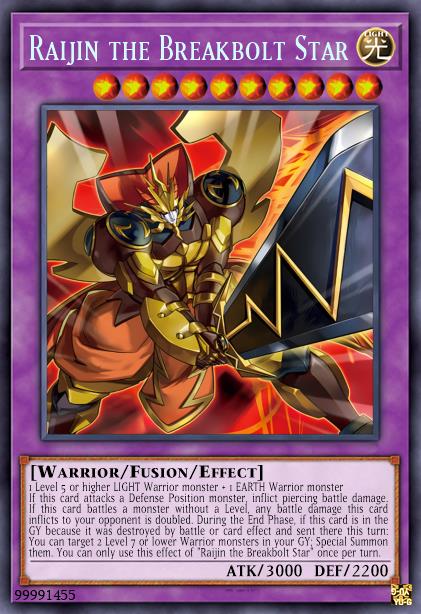 Raijin the Breakbolt Star
LIGHT
光
[Warrior/Fusion/Effect]
1 Level 5 or higher LIGHT Warrior monster + 1 EARTH Warrior monster
If this card attacks a Defense Position monster, inflict piercing battle damage.
If this card battles a monster without a Level, any battle damage this card
inflicts to your opponent is doubled. During the End Phase, if this card is in the
GY because it was destroyed by battle or card effect and sent there this turn:
You can target 2 Level 7 or lower Warrior monsters in your GY; Special Summon
them. You can only use this effect of "Raijin the Breakbolt Star" once per turn.
ATK/3000 DEF/2200
99991455